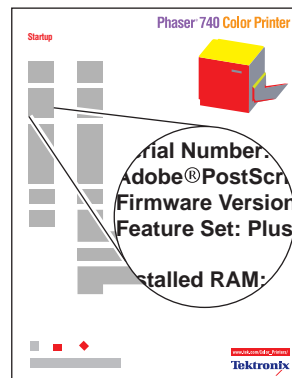 Phaser® 740 Color Printer
Startup
rial Number:
Adobe®PostScri
Firmware Version
Feature Set: Plus
stalled RAM:
www.tek.com/Color_Printers/
Tektronix